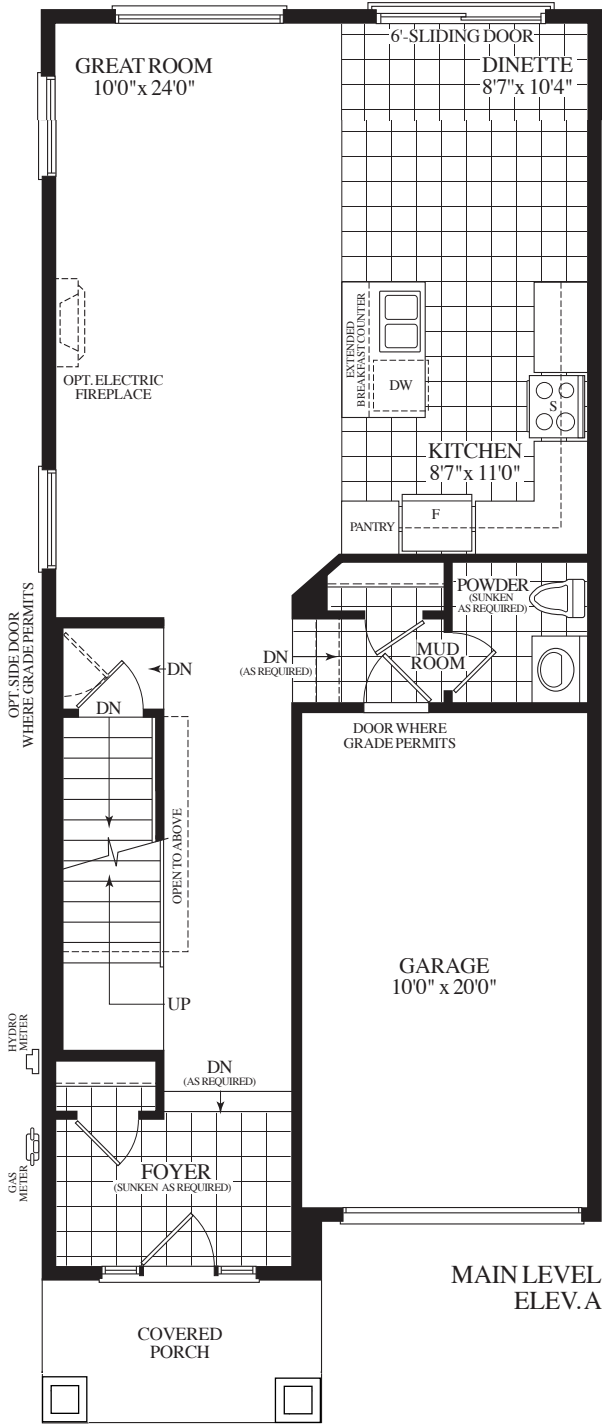 6'-SLIDING DOOR
GREAT ROOM
10'0" x 24'0"
DINETTE
8'7" x 10'4"
OPT. ELECTRIC
FIREPLACE
EXTENDED
BREAKFAST COUNTER
DW
S
KITCHEN
8'7" x 11'0"
PANTRY
F
OPT. SIDE DOOR
WHERE GRADE PERMITS
POWDER
(SUNKEN
AS REQUIRED)
MUD
ROOM
DN
(AS REQUIRED)
DN
DN
DOOR WHERE
GRADE PERMITS
OPEN TO ABOVE
GARAGE
10'0" x 20'0"
UP
HYDRO
METER
DN
(AS REQUIRED)
GAS
METER
FOYER
(SUNKEN AS REQUIRED)
MAIN LEVEL
ELEV. A
COVERED
PORCH